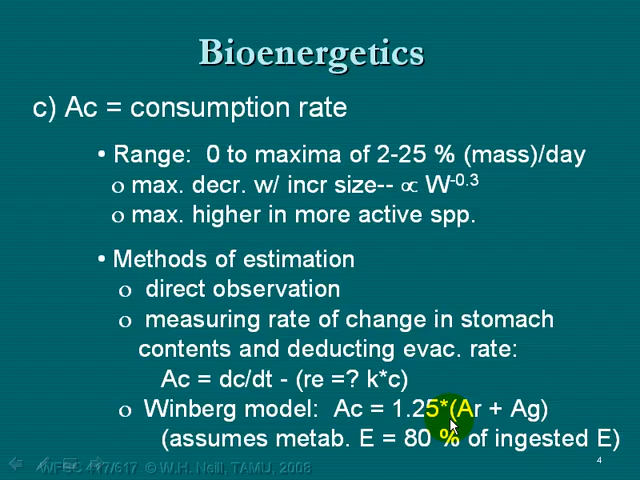 Bioenergetics
c) Ac = consumption rate
• Range: 0 to maxima of 2-25 % (mass)/day
o max. decr. w/ incr size-- ∝ W-0.3
o max. higher in more active spp.
• Methods of estimation
o direct observation
o measuring rate of change in stomach
contents and deducting evac. rate:
Ac = dc/dt - (re =? k*c)
o Winberg model: Ac = 1.25*(Ar + Ag)
(assumes metab. E = 80 % of ingested E)
WFSC 417/617 © W.H. Neill, TAMU, 2008
4